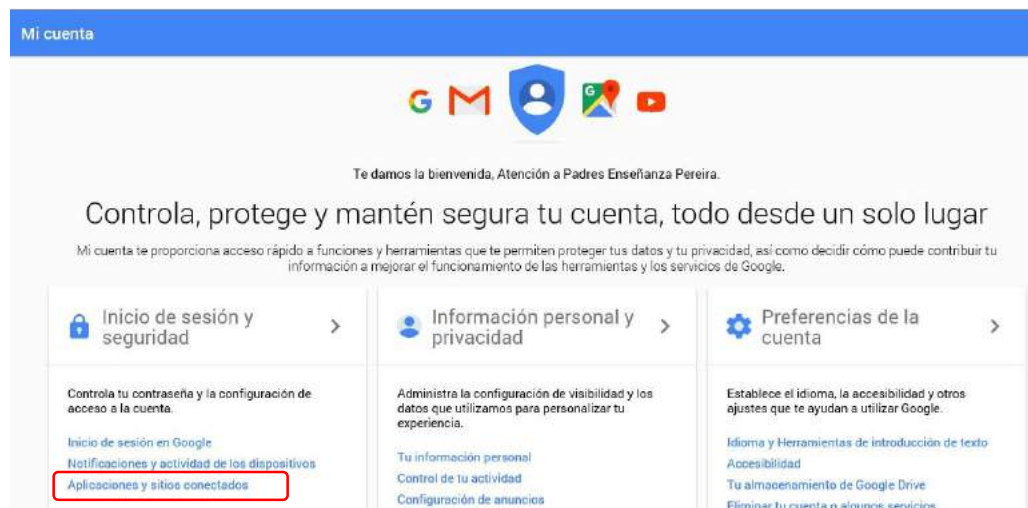 Mi cuenta
Te damos la bienvenida, Atención a Padres Enseñanza Pereira.
Controla, protege y mantén segura tu cuenta, todo desde un solo lugar
Mi cuenta te proporciona acceso rápido a funciones y herramientas que te permiten proteger tus datos y tu privacidad, así como decidir cómo puede contribuir tu
información a mejorar el funcionamiento de las herramientas y los servicios de Google.
Inicio de sesión y
seguridad
Controla tu contraseña y la configuración de
acceso a la cuenta.
Inicio de sesión en Google
Notificaciones y actividad de los dispositivos
Aplicaciones y sitios conectados
Información personal y
privacidad
Administra la configuración de visibilidad y los
datos que utilizamos para personalizar tu
experiencia.
Tu información personal
Control de tu actividad
Configuración de anuncios
Preferencias de la
cuenta
Establece el idioma, la accesibilidad y otros
ajustes que te ayudan a utilizar Google.
Idioma y Herramientas de introducción de texto
Accesibilidad
Tu almacenamiento de Google Drive
Eliminar tu cuenta o algunos servicios